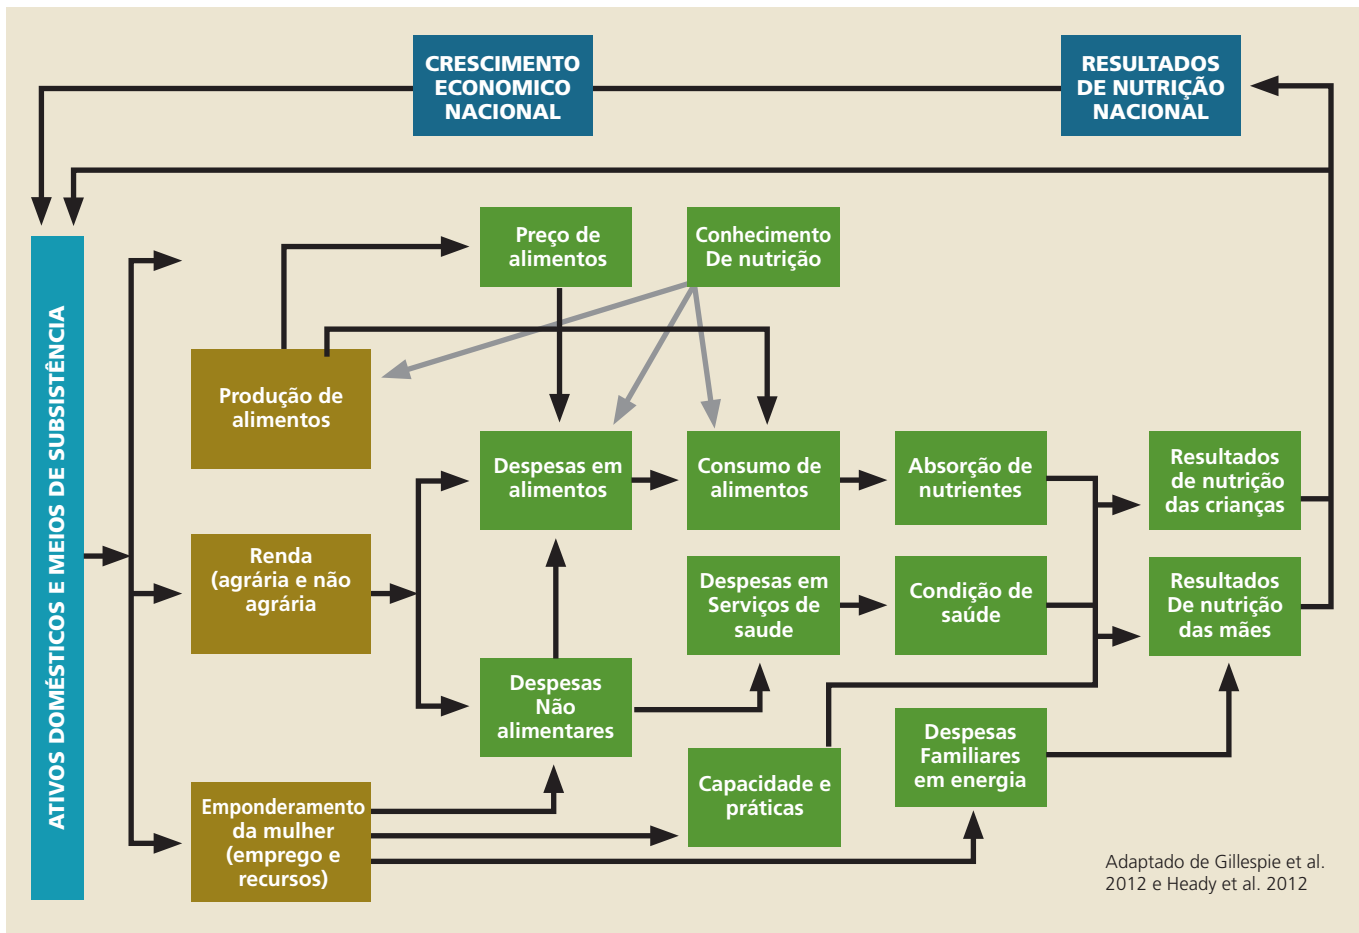 CRESCIMENTO
ECONOMICO
NACIONAL
RESULTADOS
DE NUTRIÇÃO
NACIONAL
ATIVOS DOMÉSTICOS E MEIOS DE SUBSISTÊNCIA
Preço de
alimentos
Conhecimento
De nutrição
Produção de
alimentos
Despesas em
alimentos
Consumo de
alimentos
Absorção de
nutrientes
Resultados
de nutrição
das crianças
Renda
(agrária e não
agrária
Despesas em
Serviços de
saude
Condição de
saúde
Resultados
De nutrição
das mães
Despesas
Não
alimentares
Despesas
Familiares
em energia
Capacidade e
práticas
Emponderamento
da mulher
(emprego e
recursos)
Adaptado de Gillespie et al.
2012 e Heady et al. 2012